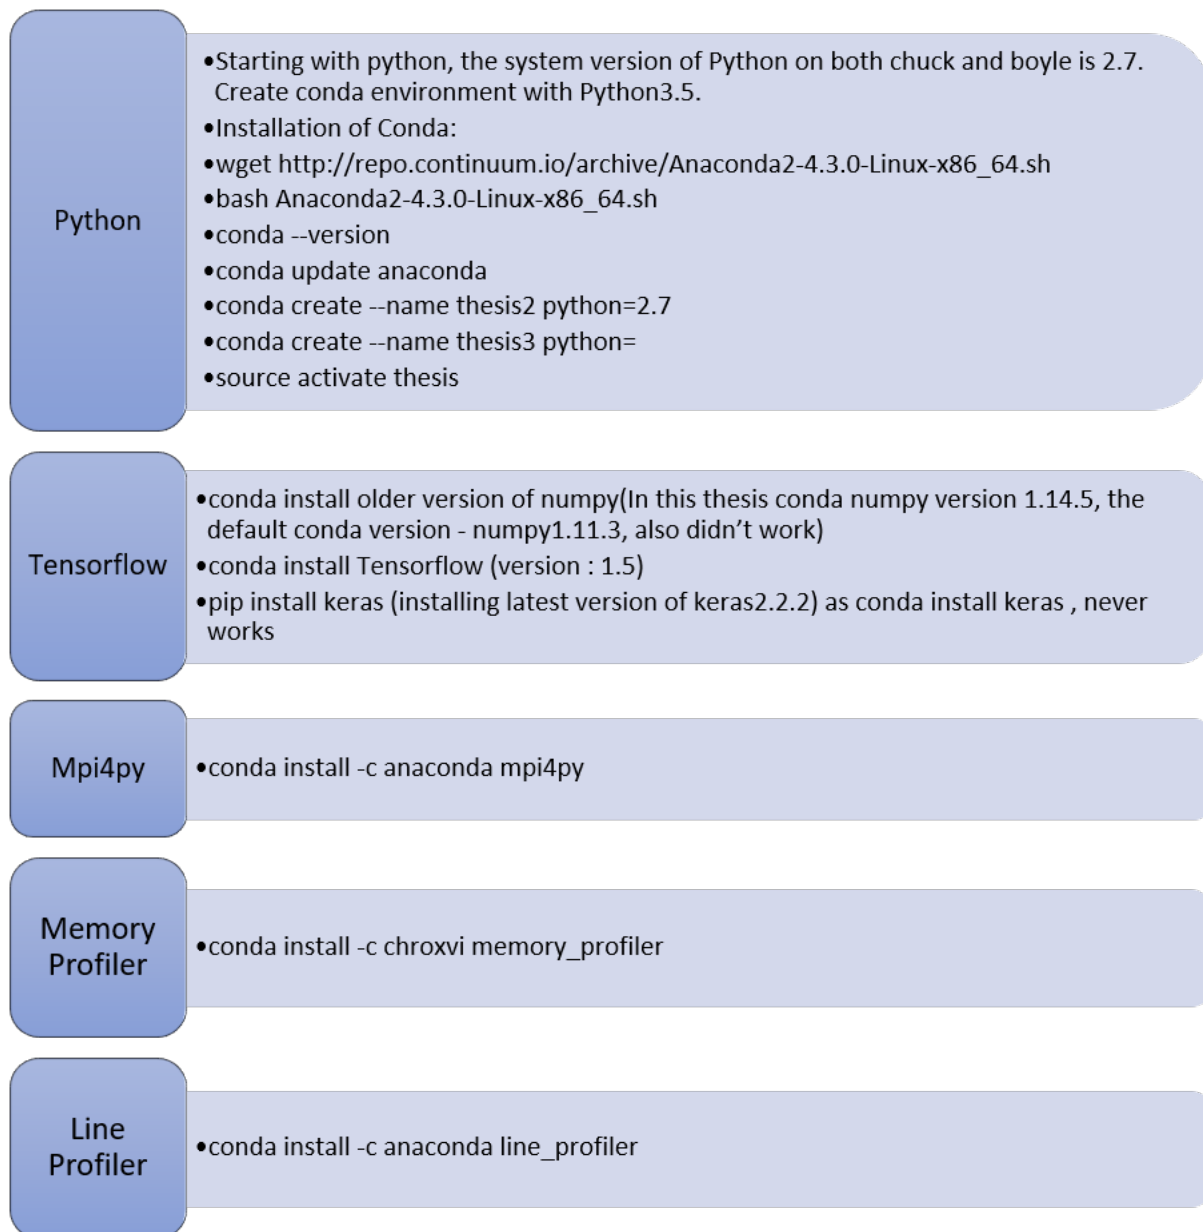 Python
•Starting with python, the system version of Python on both chuck and boyle is 2.7.
Create conda environment with Python3.5.
•Installation of Conda:
•wget http://repo.continuum.io/archive/Anaconda2-4.3.0-Linux-x86_64.sh
•bash Anaconda2-4.3.0-Linux-x86_64.sh
•conda --version
•conda update anaconda
•conda create --name thesis2 python=2.7
•conda create --name thesis3 python=
•source activate thesis
Tensorflow
•conda install older version of numpy(In this thesis conda numpy version 1.14.5, the
default conda version - numpy1.11.3, also didn’t work)
•conda install Tensorflow (version : 1.5)
•pip install keras (installing latest version of keras2.2.2) as conda install keras , never
works
Mpi4py
•conda install -c anaconda mpi4py
Memory
Profiler
•conda install -c chroxvi memory_profiler
Line
Profiler
•conda install -c anaconda line_profiler